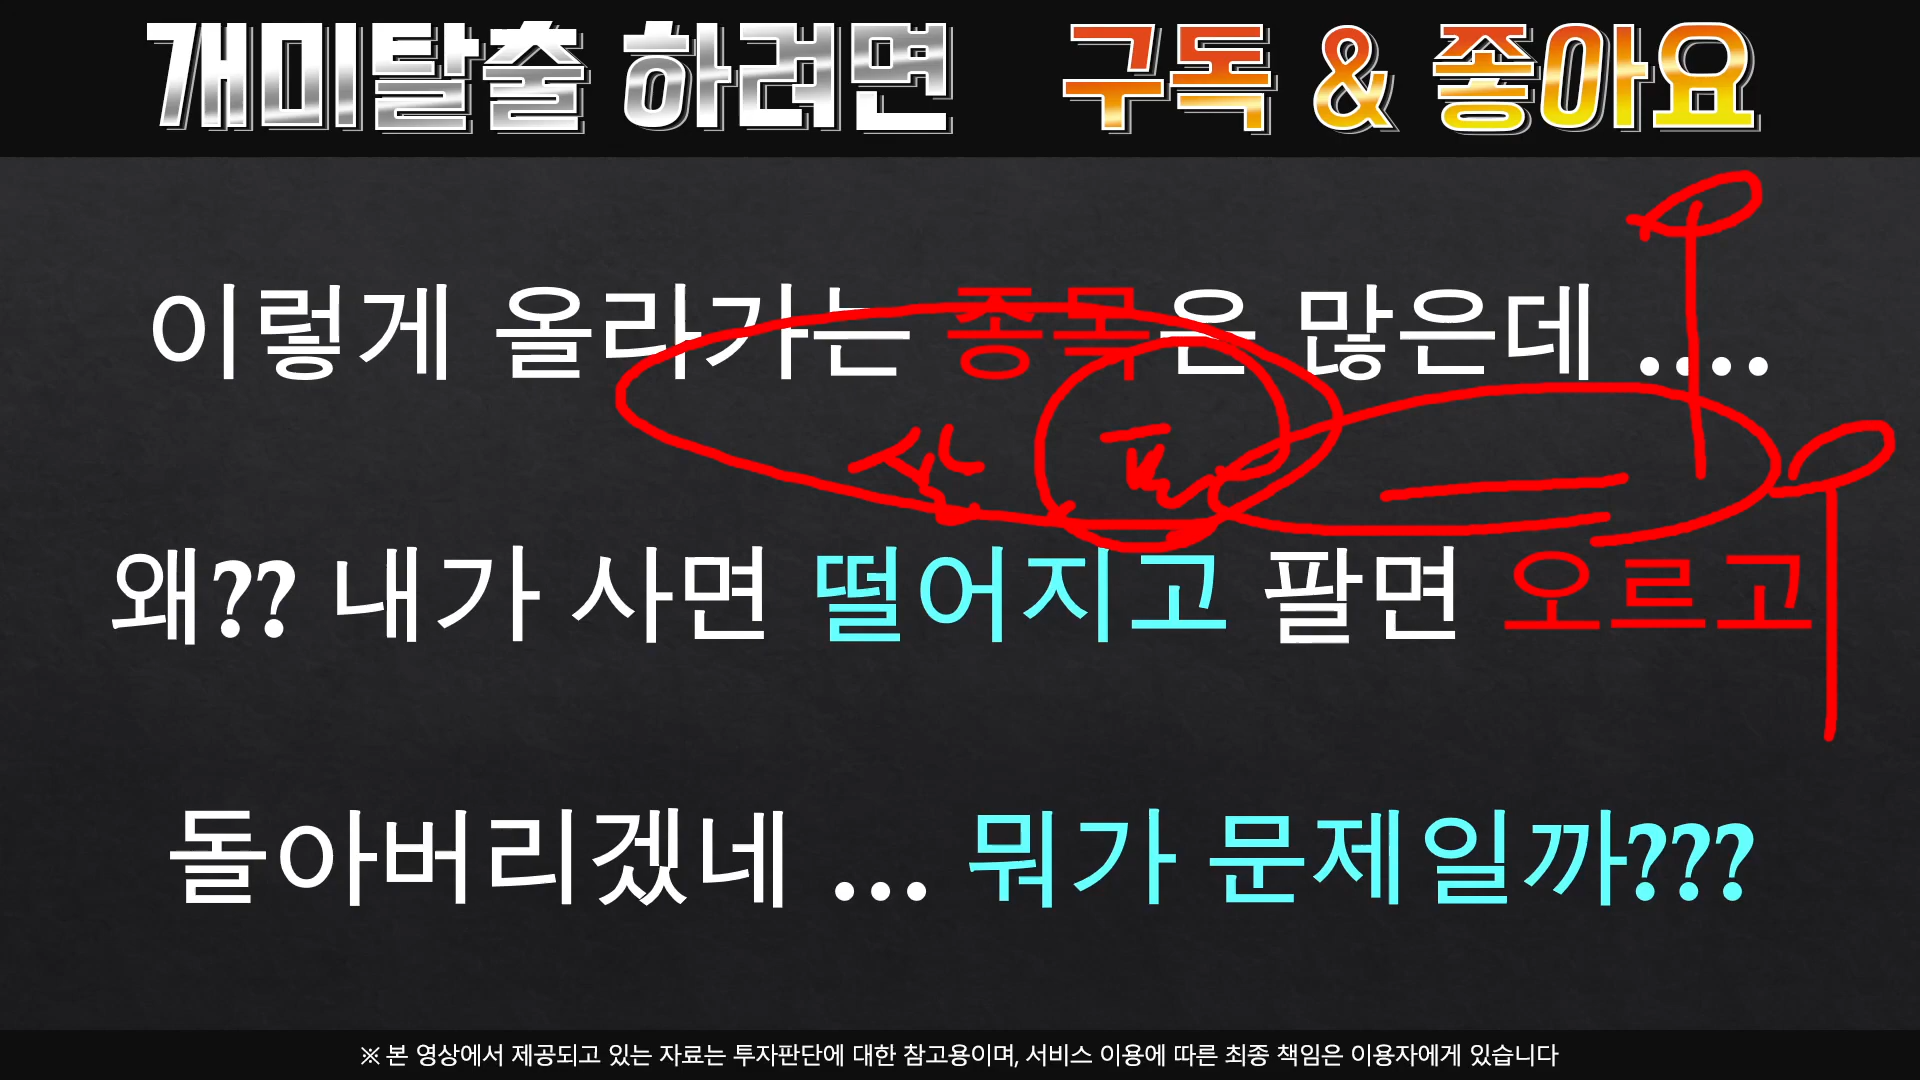 개미탈출 하려면 구독 & 좋아요
이렇게 올라가는 종목은 많은데 ....
왜?? 내가 사면 떨어지고 팔면 오르고
돌아버리겠네 ... 뭐가 문제일까???
※ 본 영상에서 제공되고 있는 자료는 투자판단에 대한 참고용이며, 서비스 이용에 따른 최종 책임은 이용자에게 있습니다